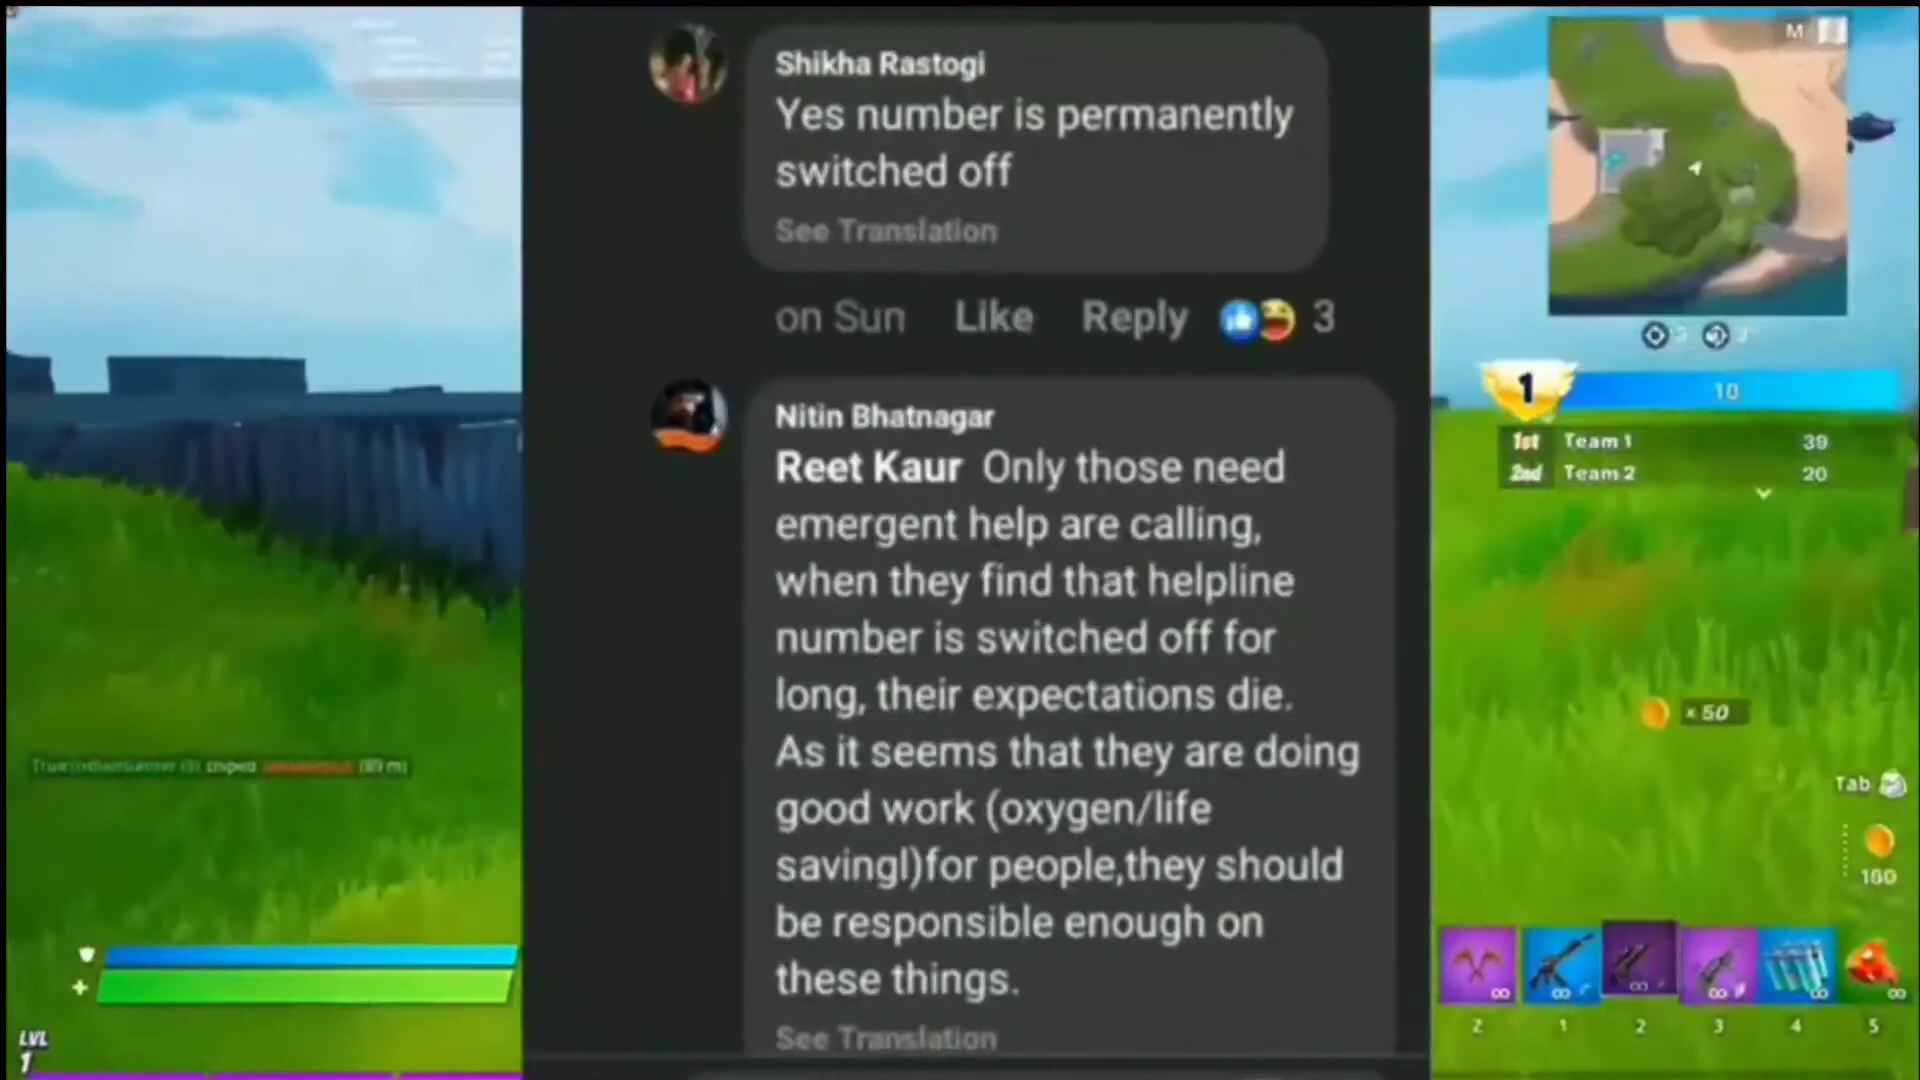 Shikha Rastogi
Yes number is permanently
switched off
See Translation
on Sun Like Reply 3
Nitin Bhatnagar
Reet Kaur Only those need
emergent help are calling,
when they find that helpline
number is switched off for
long, their expectations die.
As it seems that they are doing
good work (oxygen/life
savingl)for people,they should
be responsible enough on
these things.
See Translation
LVL
1
M
1 10
1st Team 1 39
2nd Team 2 20
x 50
Tab
160
Z 1 2 3 4 5